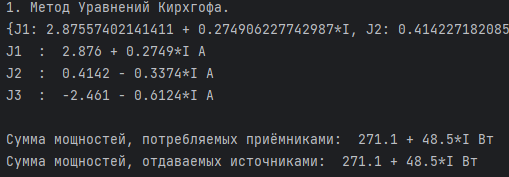 1. Метод Уравнений Кирхгофа.
{J1: 2.87557402141411 + 0.274906227742987*I, J2: 0.414227182085
J1  :  2.876 + 0.2749*I А
J2  :  0.4142 - 0.3374*I А
J3  :  -2.461 - 0.6124*I А
Сумма мощностей, потребляемых приёмниками:  271.1 + 48.5*I Вт
Сумма мощностей, отдаваемых источниками:  271.1 + 48.5*I Вт